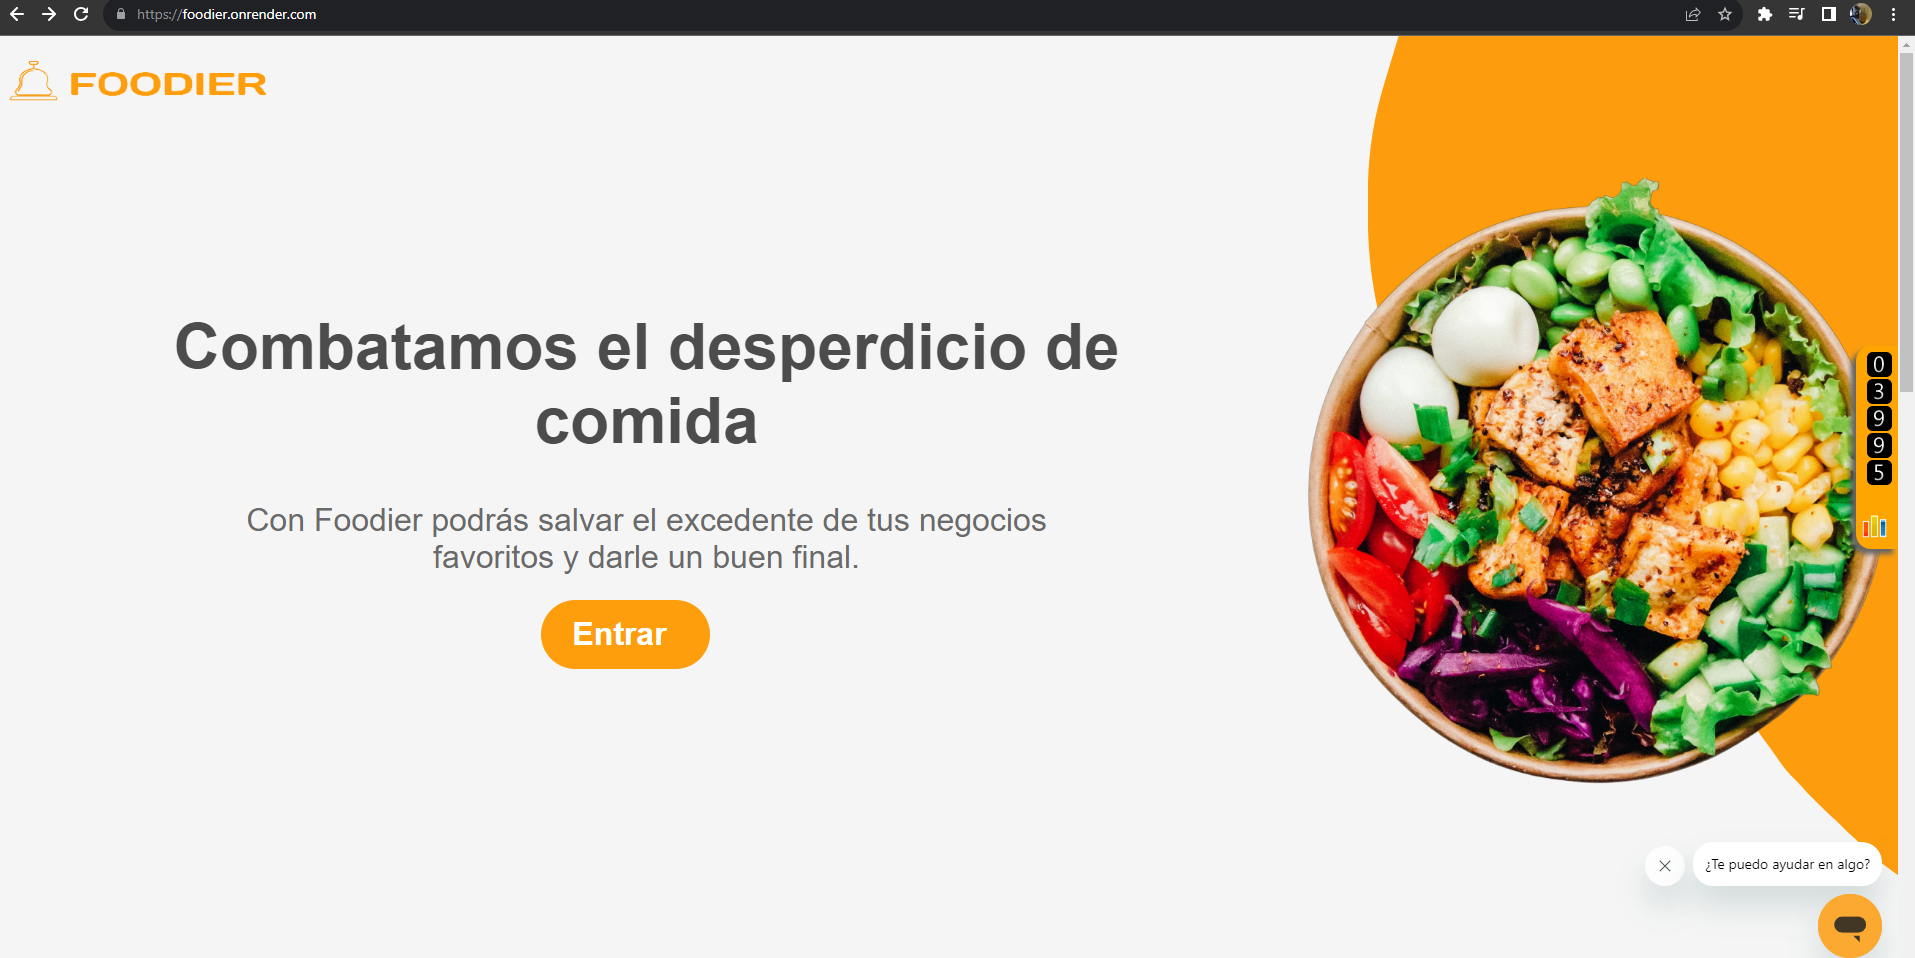 https://foodier.onrender.com
FOODIER
Combatamos el desperdicio de
comida
Con Foodier podrás salvar el excedente de tus negocios
favoritos y darle un buen final.
Entrar
0
3
9
9
5
¿Te puedo ayudar en algo?